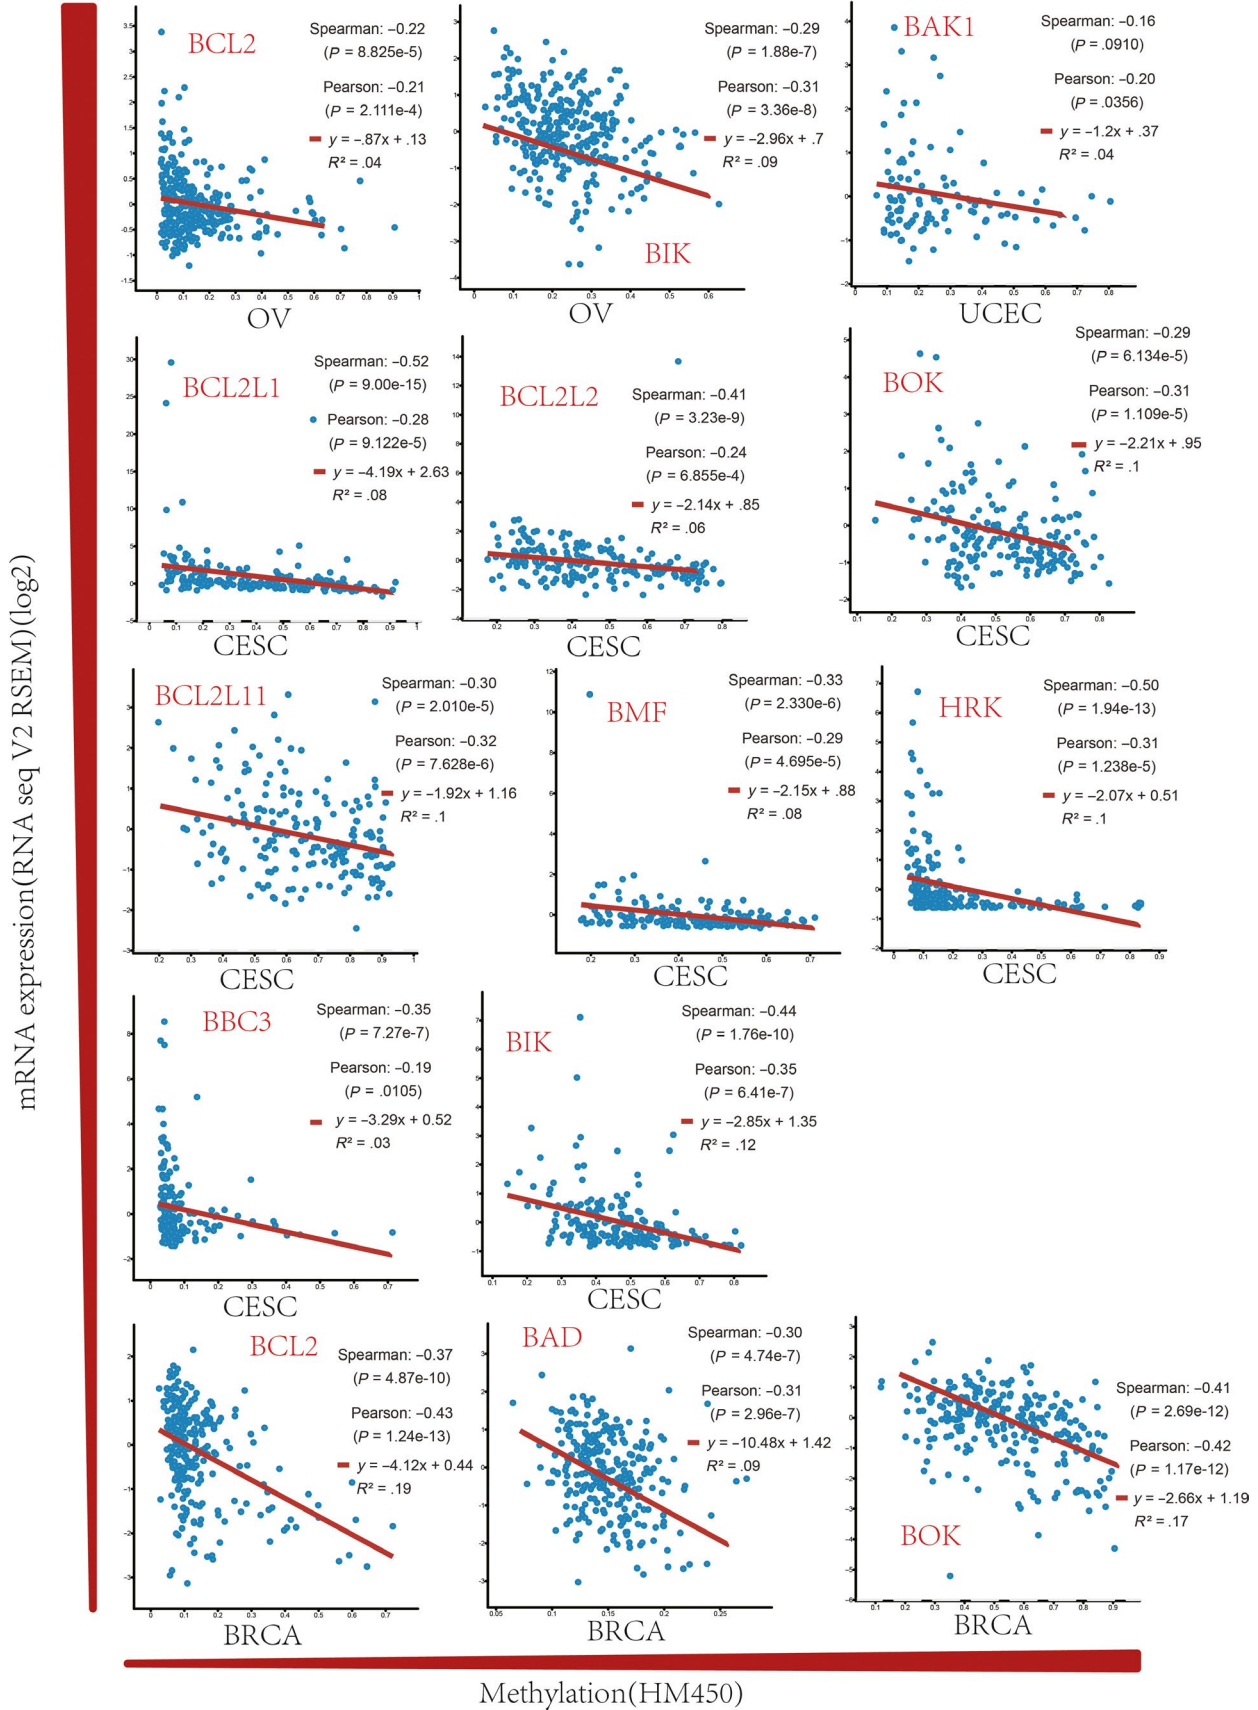 mRNA expression(RNA seq V2 RSEM)(log2)
BCL2
Spearman: −0.22
(P = 8.825e-5)
Pearson: −0.21
(P = 2.111e-4)
y = −.87x + .13
R² = .04
OV
BIK
Spearman: −0.29
(P = 1.88e-7)
Pearson: −0.31
(P = 3.36e-8)
y = −2.96x + .7
R² = .09
OV
BAK1
Spearman: −0.16
(P = .0910)
Pearson: −0.20
(P = .0356)
y = −1.2x + .37
R² = .04
UCEC
BCL2L1
Spearman: −0.52
(P = 9.00e-15)
Pearson: −0.28
(P = 9.122e-5)
y = −4.19x + 2.63
R² = .08
CESC
BCL2L2
Spearman: −0.41
(P = 3.23e-9)
Pearson: −0.24
(P = 6.855e-4)
y = −2.14x + .85
R² = .06
CESC
BOK
Spearman: −0.29
(P = 6.134e-5)
Pearson: −0.31
(P = 1.109e-5)
y = −2.21x + .95
R² = .1
CESC
BCL2L11
Spearman: −0.30
(P = 2.010e-5)
Pearson: −0.32
(P = 7.628e-6)
y = −1.92x + 1.16
R² = .1
CESC
BMF
Spearman: −0.33
(P = 2.330e-6)
Pearson: −0.29
(P = 4.695e-5)
y = −2.15x + .88
R² = .08
CESC
HRK
Spearman: −0.50
(P = 1.94e-13)
Pearson: −0.31
(P = 1.238e-5)
y = −2.07x + 0.51
R² = .1
CESC
BBC3
Spearman: −0.35
(P = 7.27e-7)
Pearson: −0.19
(P = .0105)
y = −3.29x + 0.52
R² = .03
CESC
BIK
Spearman: −0.44
(P = 1.76e-10)
Pearson: −0.35
(P = 6.41e-7)
y = −2.85x + 1.35
R² = .12
CESC
BCL2
Spearman: −0.37
(P = 4.87e-10)
Pearson: −0.43
(P = 1.24e-13)
y = −4.12x + 0.44
R² = .19
BRCA
BAD
Spearman: −0.30
(P = 4.74e-7)
Pearson: −0.31
(P = 2.96e-7)
y = −10.48x + 1.42
R² = .09
BRCA
BOK
Spearman: −0.41
(P = 2.69e-12)
Pearson: −0.42
(P = 1.17e-12)
y = −2.66x + 1.19
R² = .17
BRCA
Methylation(HM450)